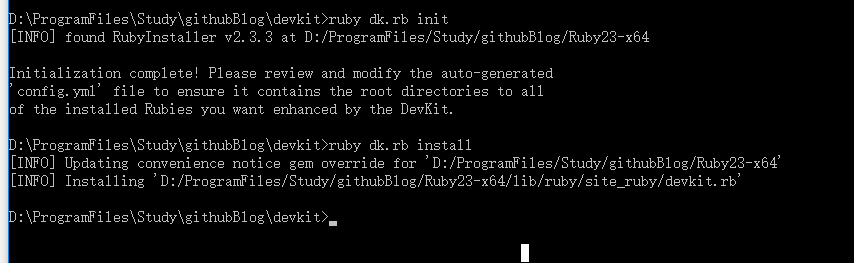 D:\ProgramFiles\Study\githubBlog\devkit>ruby dk.rb init
[INFO] found RubyInstaller v2.3.3 at D:/ProgramFiles/Study/githubBlog/Ruby23-x64
Initialization complete! Please review and modify the auto-generated
'config.yml' file to ensure it contains the root directories to all
of the installed Rubies you want enhanced by the DevKit.
D:\ProgramFiles\Study\githubBlog\devkit>ruby dk.rb install
[INFO] Updating convenience notice gem override for 'D:/ProgramFiles/Study/githubBlog/Ruby23-x64'
[INFO] Installing 'D:/ProgramFiles/Study/githubBlog/Ruby23-x64/lib/ruby/site_ruby/devkit.rb'
D:\ProgramFiles\Study\githubBlog\devkit>